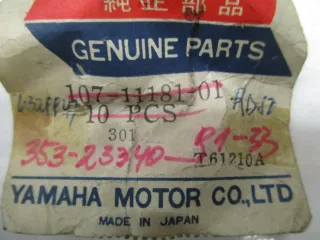 純正部品
GENUINE PARTS
107-11181-01
10 PCS
301
353-23340
R1-33
T61210A
YAMAHA MOTOR CO.,LTD
MADE IN JAPAN